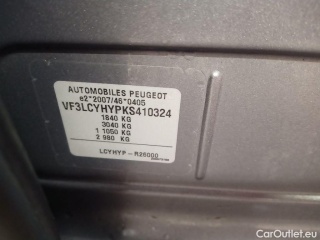 AUTOMOBILES PEUGEOT
e2*2007/46*0405
VF3LCYHYPKS410324
1840 KG
3040 KG
1 1050 KG
2 980 KG
LCYHYP - R26000
CarOutlet.eu